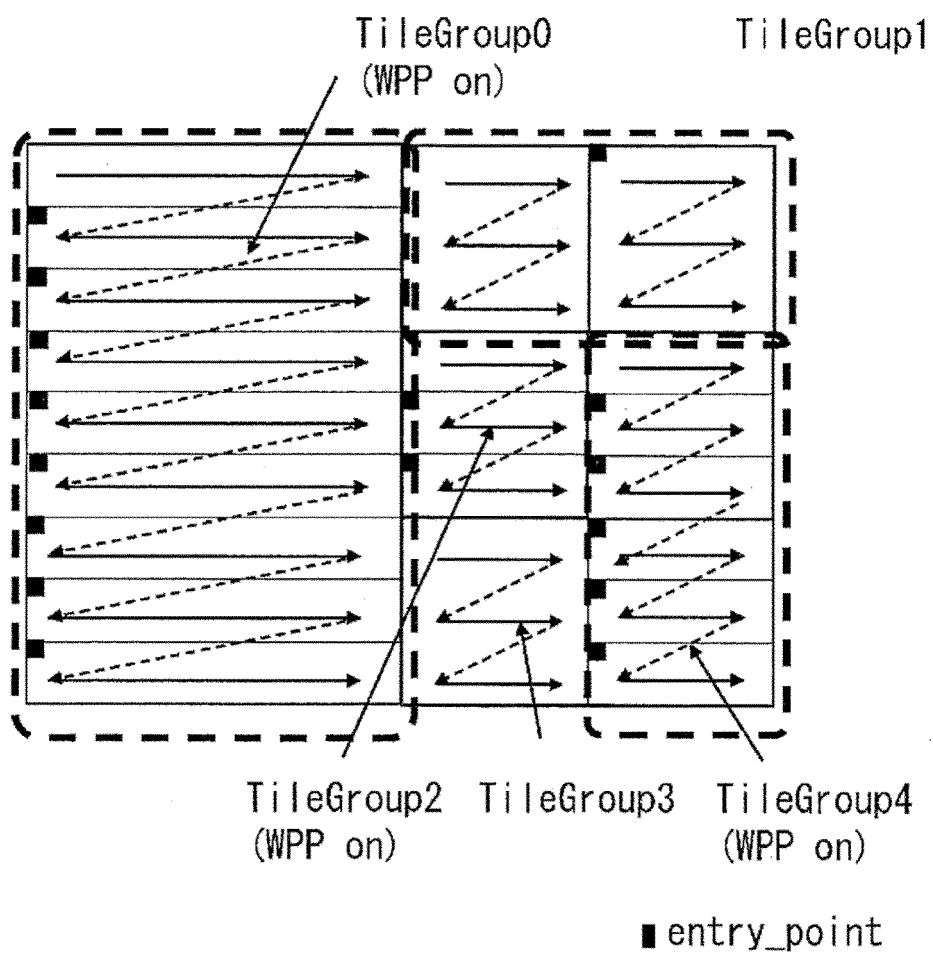 TileGroup0
(WPP on)
TileGroup1
TileGroup2
(WPP on)
TileGroup3
TileGroup4
(WPP on)
entry_point